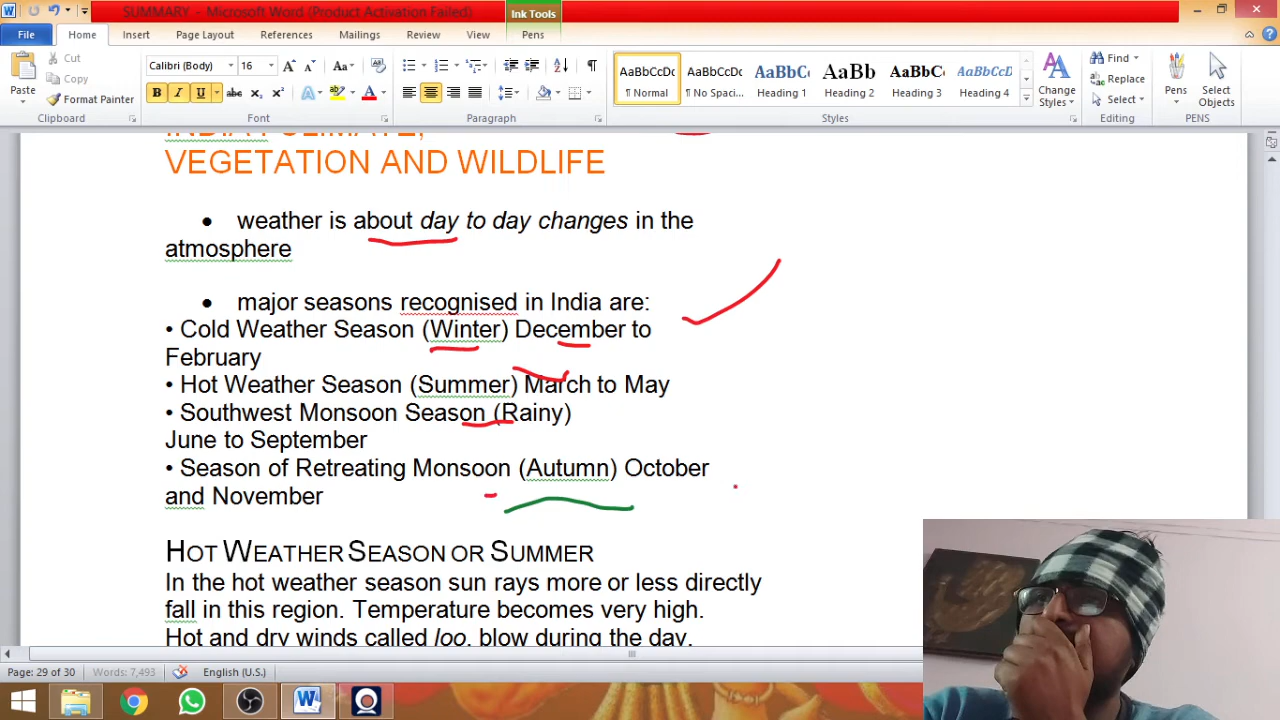 SUMMARY - Microsoft Word (Product Activation Failed)
Ink Tools
File Home Insert Page Layout References Mailings Review View Pens
Paste
Cut
Copy
Format Painter
Clipboard
Calibri (Body) 16
Font
Paragraph
AaBbCcDc AaBbCcDc AaBbCc AaBbCc AaBbCc AaBbCcD
¶ Normal ¶ No Spaci... Heading 1 Heading 2 Heading 3 Heading 4
Styles
Change Styles
Find
Replace
Select
Editing
Pens
Select Objects
PENS
INDIA : CLIMATE,
VEGETATION AND WILDLIFE
• weather is about day to day changes in the
atmosphere
• major seasons recognised in India are:
• Cold Weather Season (Winter) December to
February
• Hot Weather Season (Summer) March to May
• Southwest Monsoon Season (Rainy)
June to September
• Season of Retreating Monsoon (Autumn) October
and November
HOT WEATHER SEASON OR SUMMER
In the hot weather season sun rays more or less directly
fall in this region. Temperature becomes very high.
Hot and dry winds called loo, blow during the day.
Page: 29 of 30 Words: 7,493 English (U.S.)